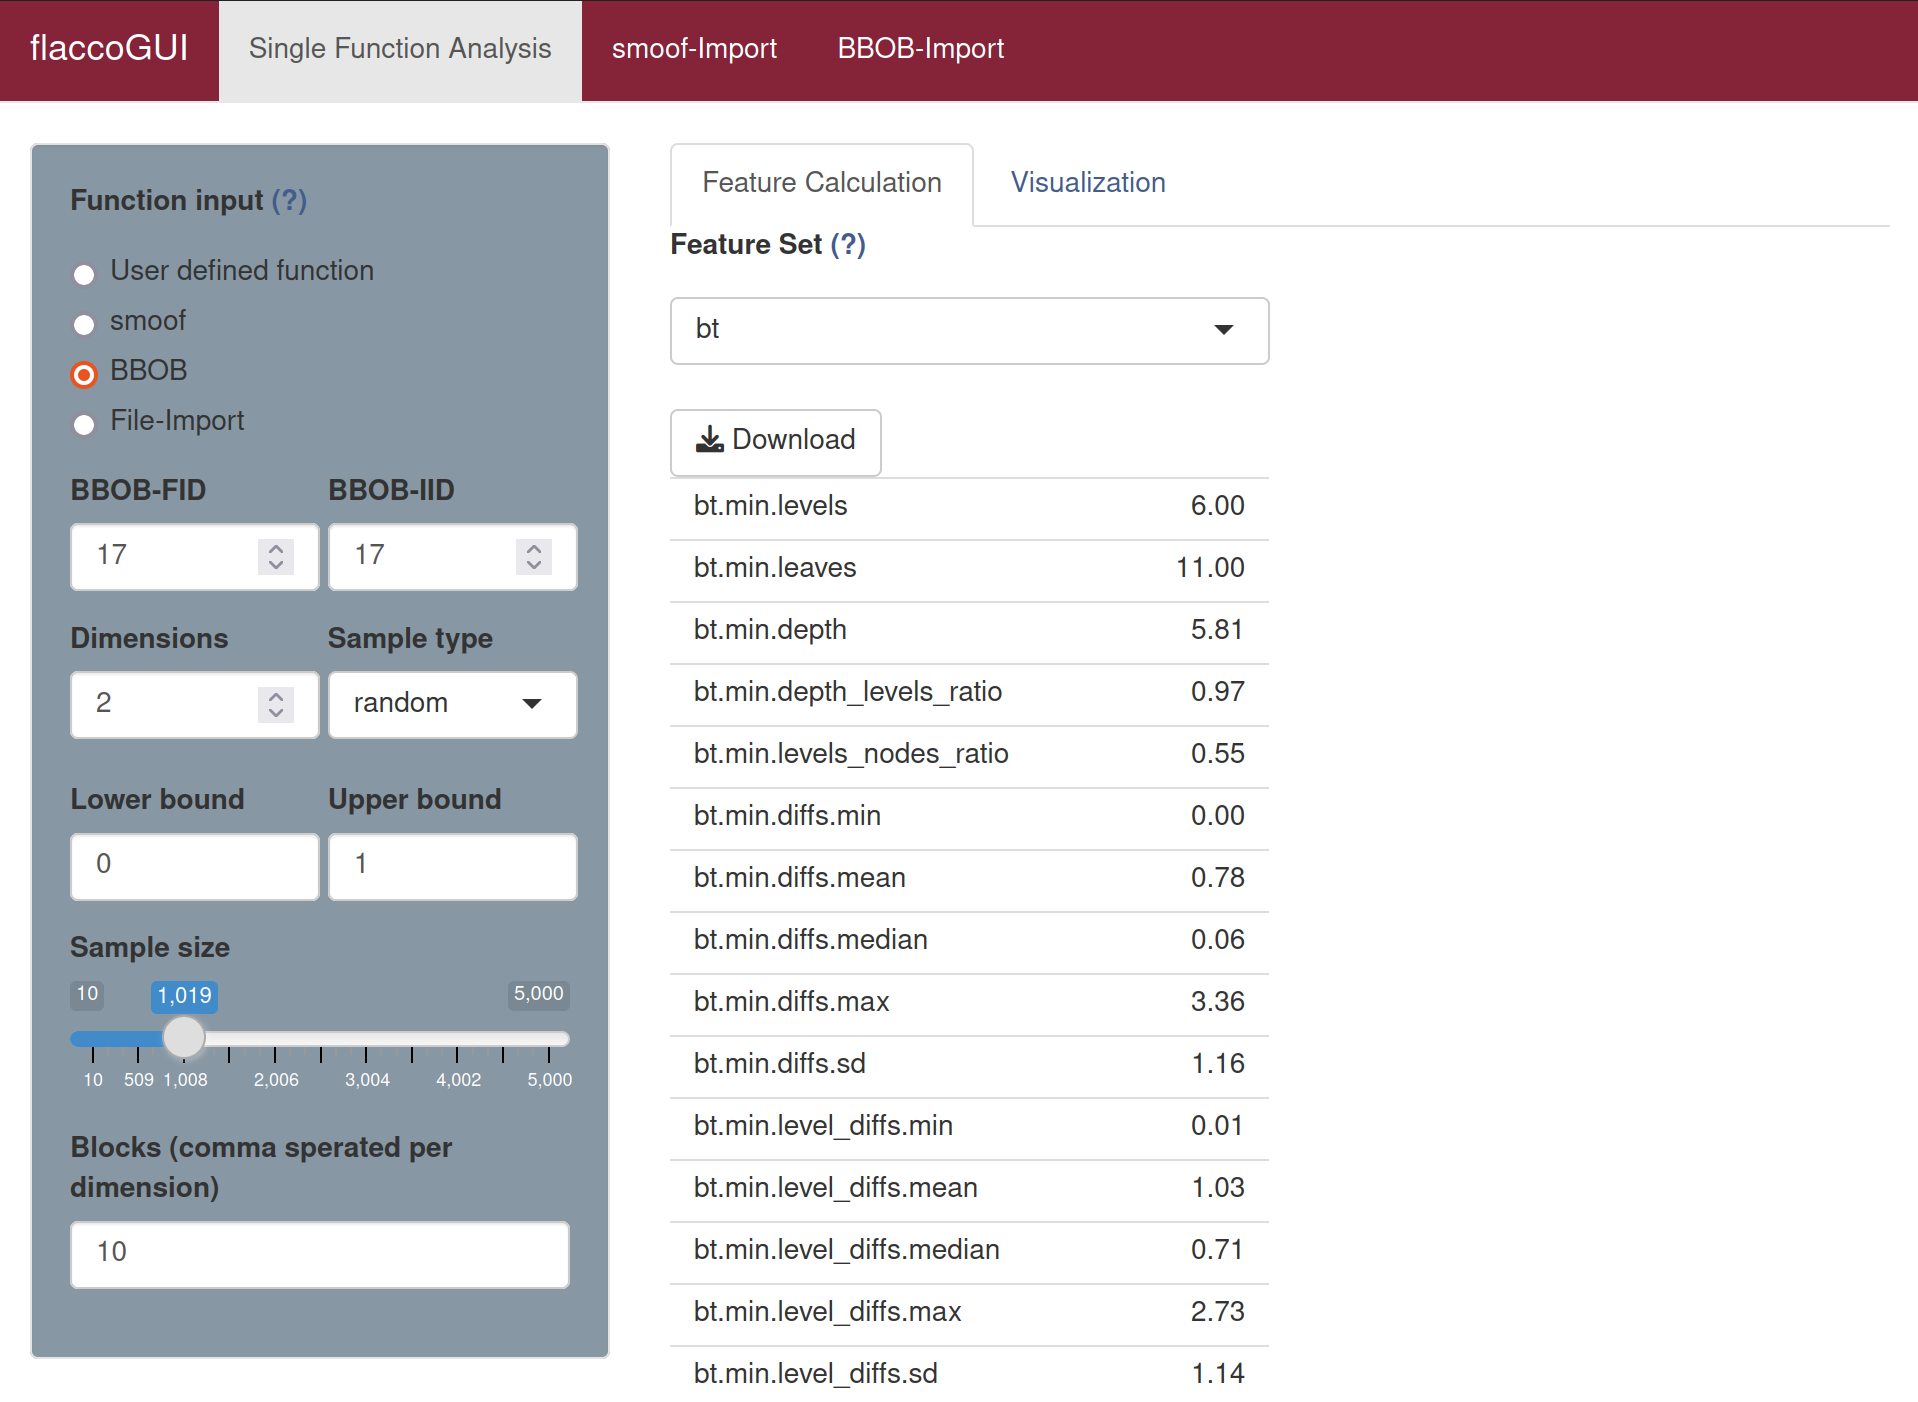 flaccoGUI Single Function Analysis smoof-Import BBOB-Import
Function input (?)
User defined function
smoof
BBOB
File-Import
BBOB-FID BBOB-IID
17 17
Dimensions Sample type
2 random
Lower bound Upper bound
0 1
Sample size
10 1,019 5,000
10 509 1,008 2,006 3,004 4,002 5,000
Blocks (comma sperated per
dimension)
10
Feature Calculation Visualization
Feature Set (?)
bt
Download
bt.min.levels 6.00
bt.min.leaves 11.00
bt.min.depth 5.81
bt.min.depth_levels_ratio 0.97
bt.min.levels_nodes_ratio 0.55
bt.min.diffs.min 0.00
bt.min.diffs.mean 0.78
bt.min.diffs.median 0.06
bt.min.diffs.max 3.36
bt.min.diffs.sd 1.16
bt.min.level_diffs.min 0.01
bt.min.level_diffs.mean 1.03
bt.min.level_diffs.median 0.71
bt.min.level_diffs.max 2.73
bt.min.level_diffs.sd 1.14